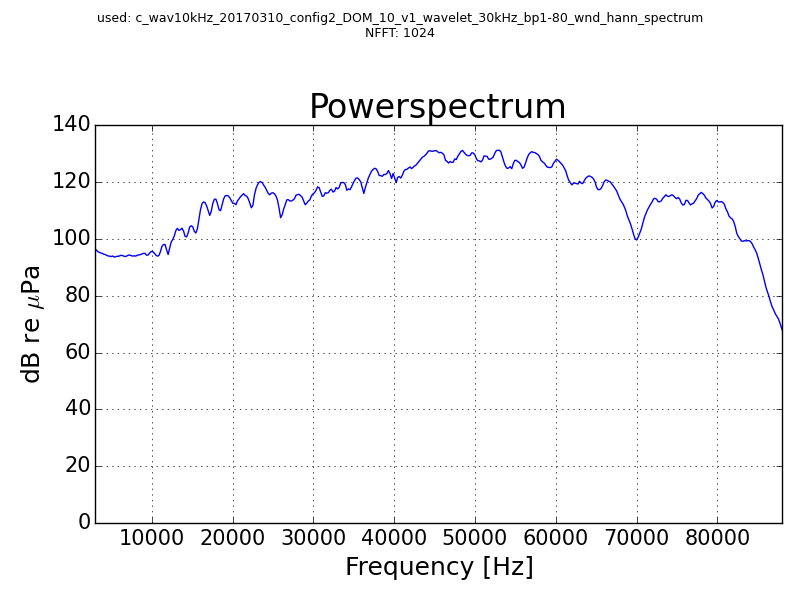 used: c_wav10kHz_20170310_config2_DOM_10_v1_wavelet_30kHz_bp1-80_wnd_hann_spectrum
NFFT: 1024
Powerspectrum
140
120
100
80
60
40
20
0
dB re μPa
10000 20000 30000 40000 50000 60000 70000 80000
Frequency [Hz]